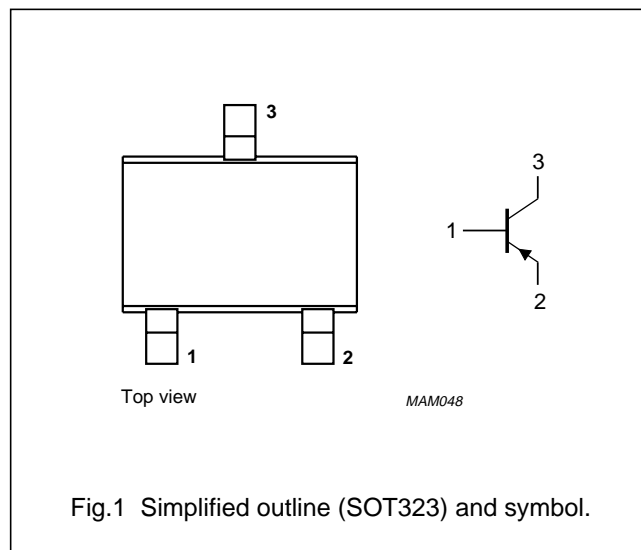 3
3
1
2
1
2
Top view
MAM048
Fig.1 Simplified outline (SOT323) and symbol.